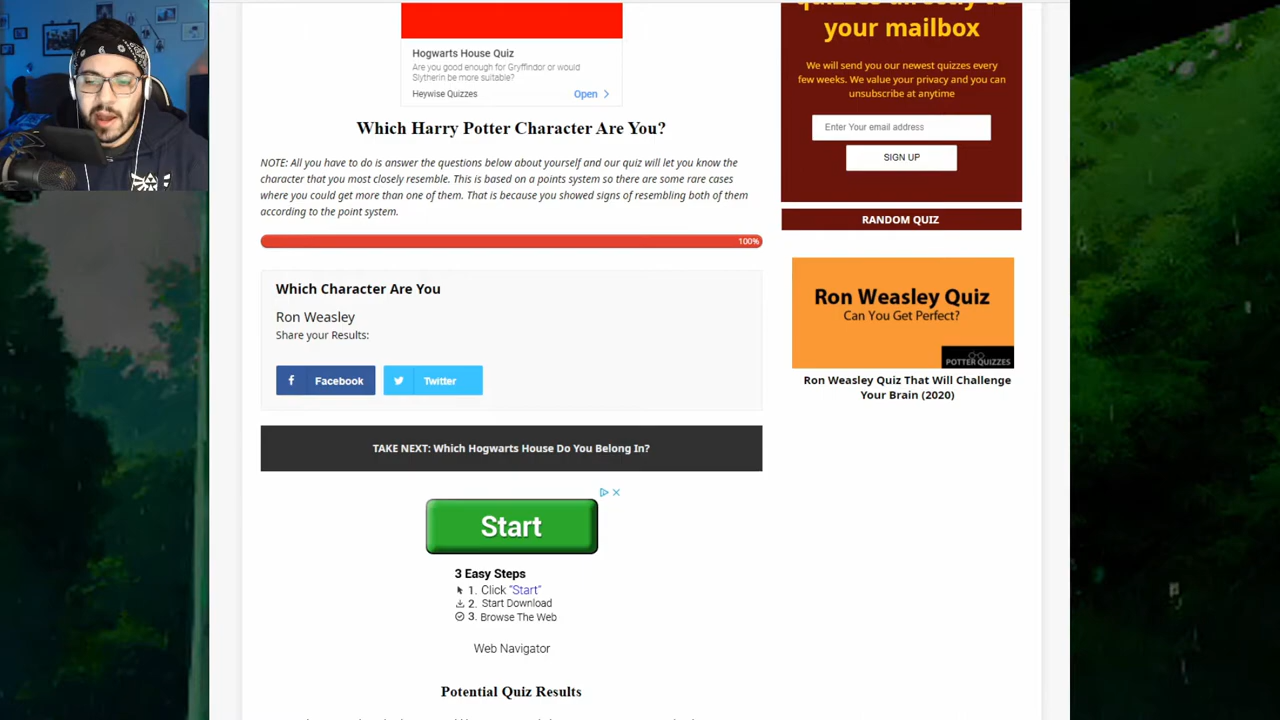 Hogwarts House Quiz
Are you good enough for Gryffindor or would
Slytherin be more suitable?
Heywise Quizzes
Open
Which Harry Potter Character Are You?
NOTE: All you have to do is answer the questions below about yourself and our quiz will let you know the
character that you most closely resemble. This is based on a points system so there are some rare cases
where you could get more than one of them. That is because you showed signs of resembling both of them
according to the point system.
100%
Which Character Are You
Ron Weasley
Share your Results:
Facebook
Twitter
TAKE NEXT: Which Hogwarts House Do You Belong In?
Start
3 Easy Steps
1. Click "Start"
2. Start Download
3. Browse The Web
Web Navigator
Potential Quiz Results
quizzes directly to
your mailbox
We will send you our newest quizzes every
few weeks. We value your privacy and you can
unsubscribe at anytime
Enter Your email address
SIGN UP
RANDOM QUIZ
Ron Weasley Quiz
Can You Get Perfect?
POTTER QUIZZES
Ron Weasley Quiz That Will Challenge
Your Brain (2020)